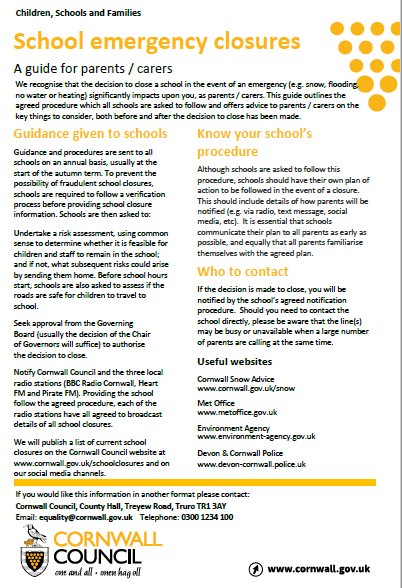 Children, Schools and Families
School emergency closures
A guide for parents / carers
We recognise that the decision to close a school in the event of an emergency (e.g. snow, flooding,
no water or heating) significantly impacts upon you, as parents / carers. This guide outlines the
agreed procedure which all schools are asked to follow and offers advice to parents / carers on the
key things to consider, both before and after the decision to close has been made.
Guidance given to schools
Guidance and procedures are sent to all
schools on an annual basis, usually at the
start of the autumn term. To prevent the
possibility of fraudulent school closures,
schools are required to follow a verification
process before providing school closure
information. Schools are then asked to:
Undertake a risk assessment, using common
sense to determine whether it is feasible for
children and staff to remain in the school;
and if not, what subsequent risks could arise
by sending them home. Before school hours
start, schools are also asked to assess if the
roads are safe for children to travel to
school.
Seek approval from the Governing
Board (usually the decision of the Chair
of Governors will suffice) to authorise
the decision to close.
Notify Cornwall Council and the three local
radio stations (BBC Radio Cornwall, Heart
FM and Pirate FM). Providing the school
follow the agreed procedure, each of the
radio stations have all agreed to broadcast
details of all school closures.
We will publish a list of current school
closures on the Cornwall Council website at
www.cornwall.gov.uk/schoolclosures and on
our social media channels.
Know your school's
procedure
Although schools are asked to follow this
procedure, schools should have their own plan of
action to be followed in the event of a closure.
This should include details of how parents will be
notified (e.g. via radio, text message, social
media, etc). It is essential that schools
communicate their plan to all parents as early as
possible, and equally that all parents familiarise
themselves with the agreed plan.
Who to contact
If the decision is made to close, you will be
notified by the school's agreed notification
procedure. Should you need to contact the
school directly, please be aware that the line(s)
may be busy or unavailable when a large number
of parents are calling at the same time.
Useful websites
Cornwall Snow Advice
www.cornwall.gov.uk/snow
Met Office
www.metoffice.gov.uk
Environment Agency
www.environment-agency.gov.uk
Devon & Cornwall Police
www.devon-cornwall.police.uk
If you would like this information in another format please contact:
Cornwall Council, County Hall, Treyew Road, Truro TR1 3AY
Email: equality@cornwall.gov.uk Telephone: 0300 1234 100
CORNWALL
COUNCIL
one and all • onen hag oll
www.cornwall.gov.uk